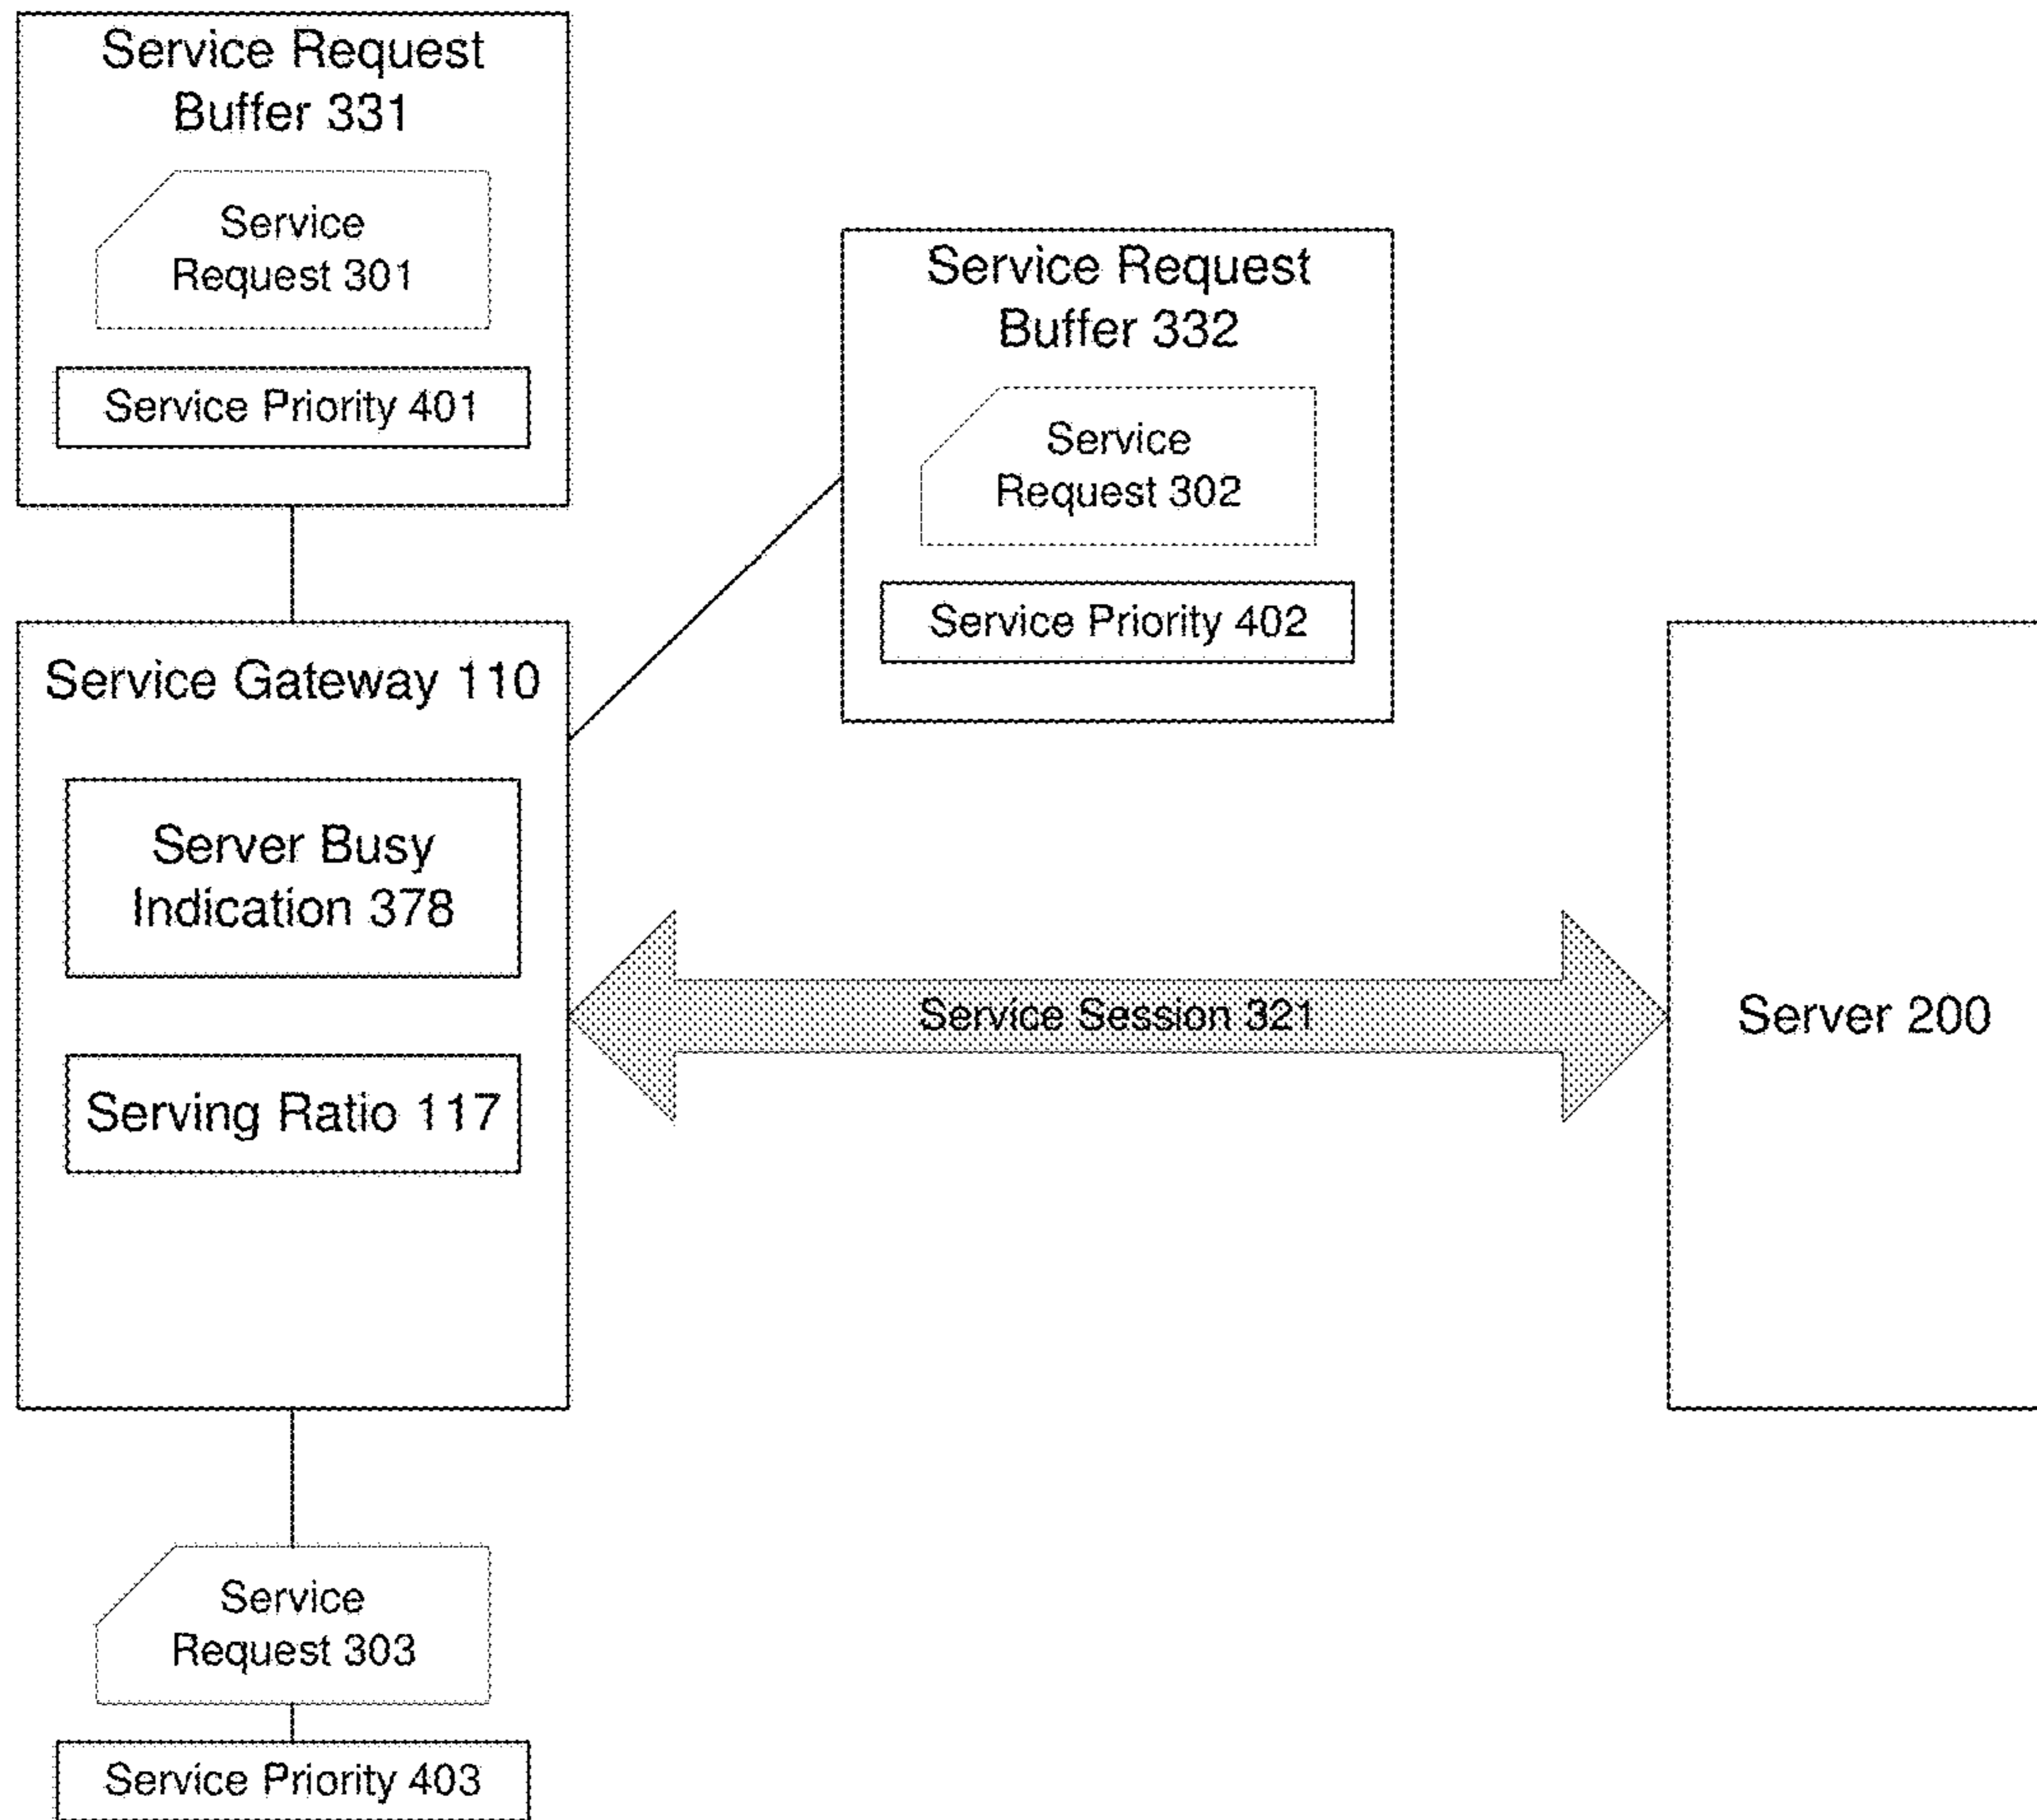 Service Request
Buffer 331
Service
Request 301
Service Priority 401
Service Request
Buffer 332
Service
Request 302
Service Priority 402
Service Gateway 110
Server Busy
Indication 378
Serving Ratio 117
Service Session 321
Server 200
Service
Request 303
Service Priority 403